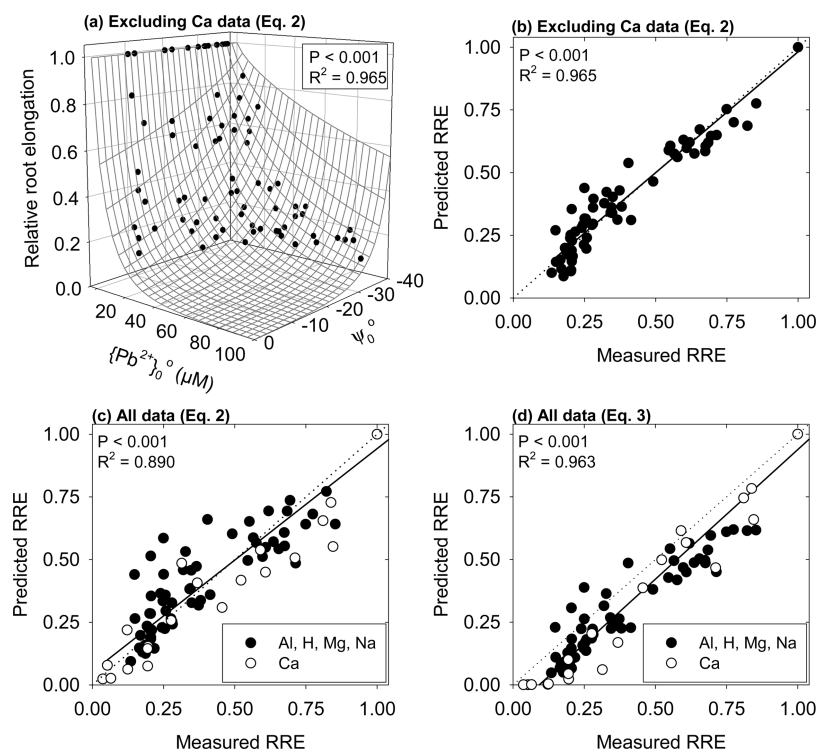 (a) Excluding Ca data (Eq. 2)
P < 0.001
R² = 0.965
Relative root elongation
1.0
0.8
0.6
0.4
0.2
0.0
20
40
60
80
100
{Pb²⁺}₀° (µM)
0
-10
-20
-30
-40
ψ₀°
(b) Excluding Ca data (Eq. 2)
P < 0.001
R² = 0.965
Predicted RRE
1.00
0.75
0.50
0.25
0.00
0.00 0.25 0.50 0.75 1.00
Measured RRE
(c) All data (Eq. 2)
P < 0.001
R² = 0.890
Predicted RRE
1.00
0.75
0.50
0.25
0.00
Al, H, Mg, Na
Ca
0.00 0.25 0.50 0.75 1.00
Measured RRE
(d) All data (Eq. 3)
P < 0.001
R² = 0.963
Predicted RRE
1.00
0.75
0.50
0.25
0.00
Al, H, Mg, Na
Ca
0.00 0.25 0.50 0.75 1.00
Measured RRE